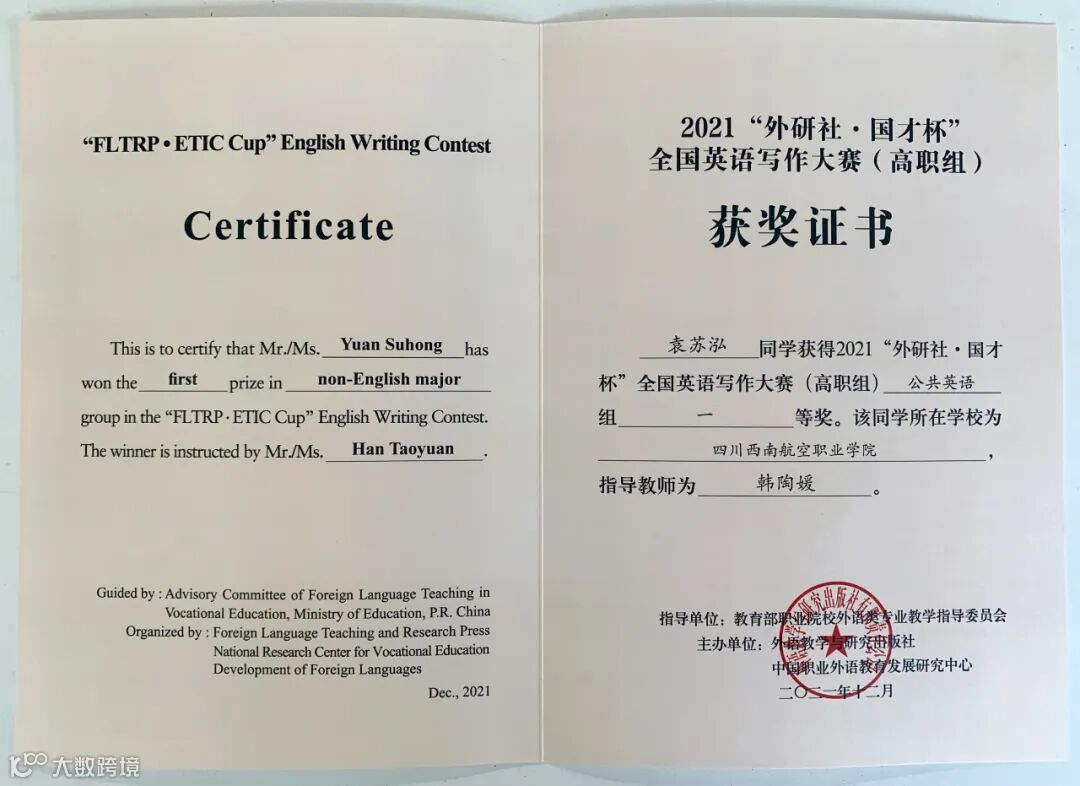 “FLTRP·ETIC Cup” English Writing Contest
Certificate
This is to certify that Mr./Ms. Yuan Suhong has
won the first prize in non-English major
group in the “FLTRP·ETIC Cup” English Writing Contest.
The winner is instructed by Mr./Ms. Han Taoyuan .
Guided by : Advisory Committee of Foreign Language Teaching in
Vocational Education, Ministry of Education, P.R. China
Organized by : Foreign Language Teaching and Research Press
National Research Center for Vocational Education
Development of Foreign Languages
Dec., 2021
2021“外研社·国才杯”
全国英语写作大赛（高职组）
获奖证书
袁苏泓 同学获得2021“外研社·国才
杯”全国英语写作大赛（高职组）公共英语
组 一 等奖。该同学所在学校为
四川西南航空职业学院，
指导教师为 韩陶媛 。
指导单位：教育部职业院校外语类专业教学指导委员会
主办单位：外语教学与研究出版社
中国职业外语教育发展研究中心
二〇二一年十二月
大数跨境